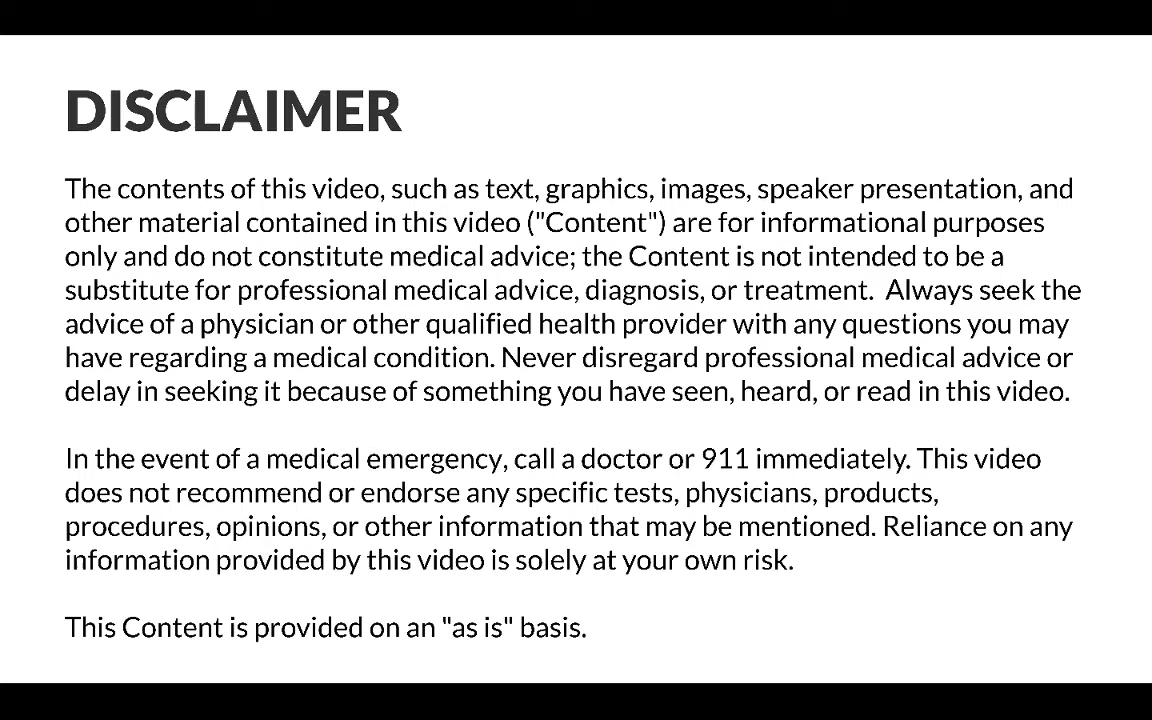 DISCLAIMER
The contents of this video, such as text, graphics, images, speaker presentation, and
other material contained in this video ("Content") are for informational purposes
only and do not constitute medical advice; the Content is not intended to be a
substitute for professional medical advice, diagnosis, or treatment.  Always seek the
advice of a physician or other qualified health provider with any questions you may
have regarding a medical condition. Never disregard professional medical advice or
delay in seeking it because of something you have seen, heard, or read in this video.
In the event of a medical emergency, call a doctor or 911 immediately. This video
does not recommend or endorse any specific tests, physicians, products,
procedures, opinions, or other information that may be mentioned. Reliance on any
information provided by this video is solely at your own risk.
This Content is provided on an "as is" basis.